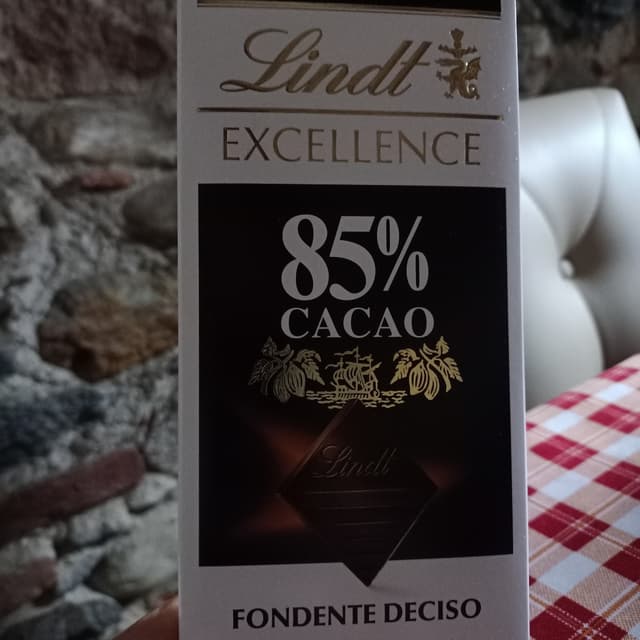 Lindt
EXCELLENCE
85%
CACAO
Lindt
FONDENTE DECISO